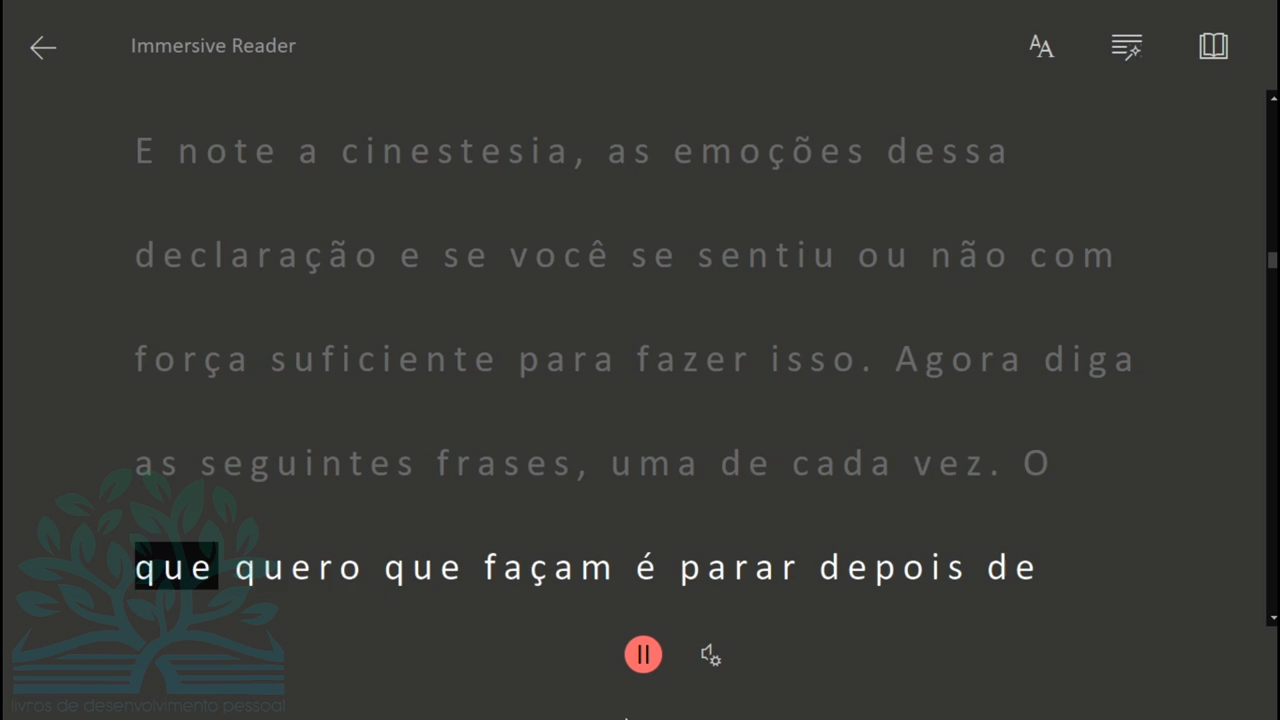 Immersive Reader
E note a cinestesia, as emoções dessa
declaração e se você se sentiu ou não com
força suficiente para fazer isso. Agora diga
as seguintes frases, uma de cada vez. O
que quero que façam é parar depois de
livros de desenvolvimento pessoal